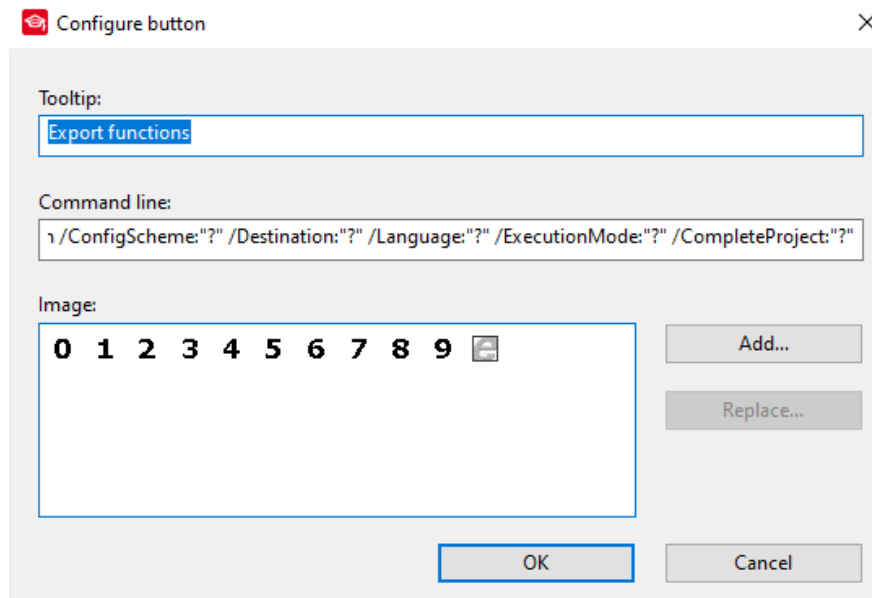 Configure button
Tooltip:
Export functions
Command line:
/ConfigScheme:"?" /Destination:"?" /Language:"?" /ExecutionMode:"?" /CompleteProject:"?"
Image:
0 1 2 3 4 5 6 7 8 9 e
Add...
Replace...
OK Cancel